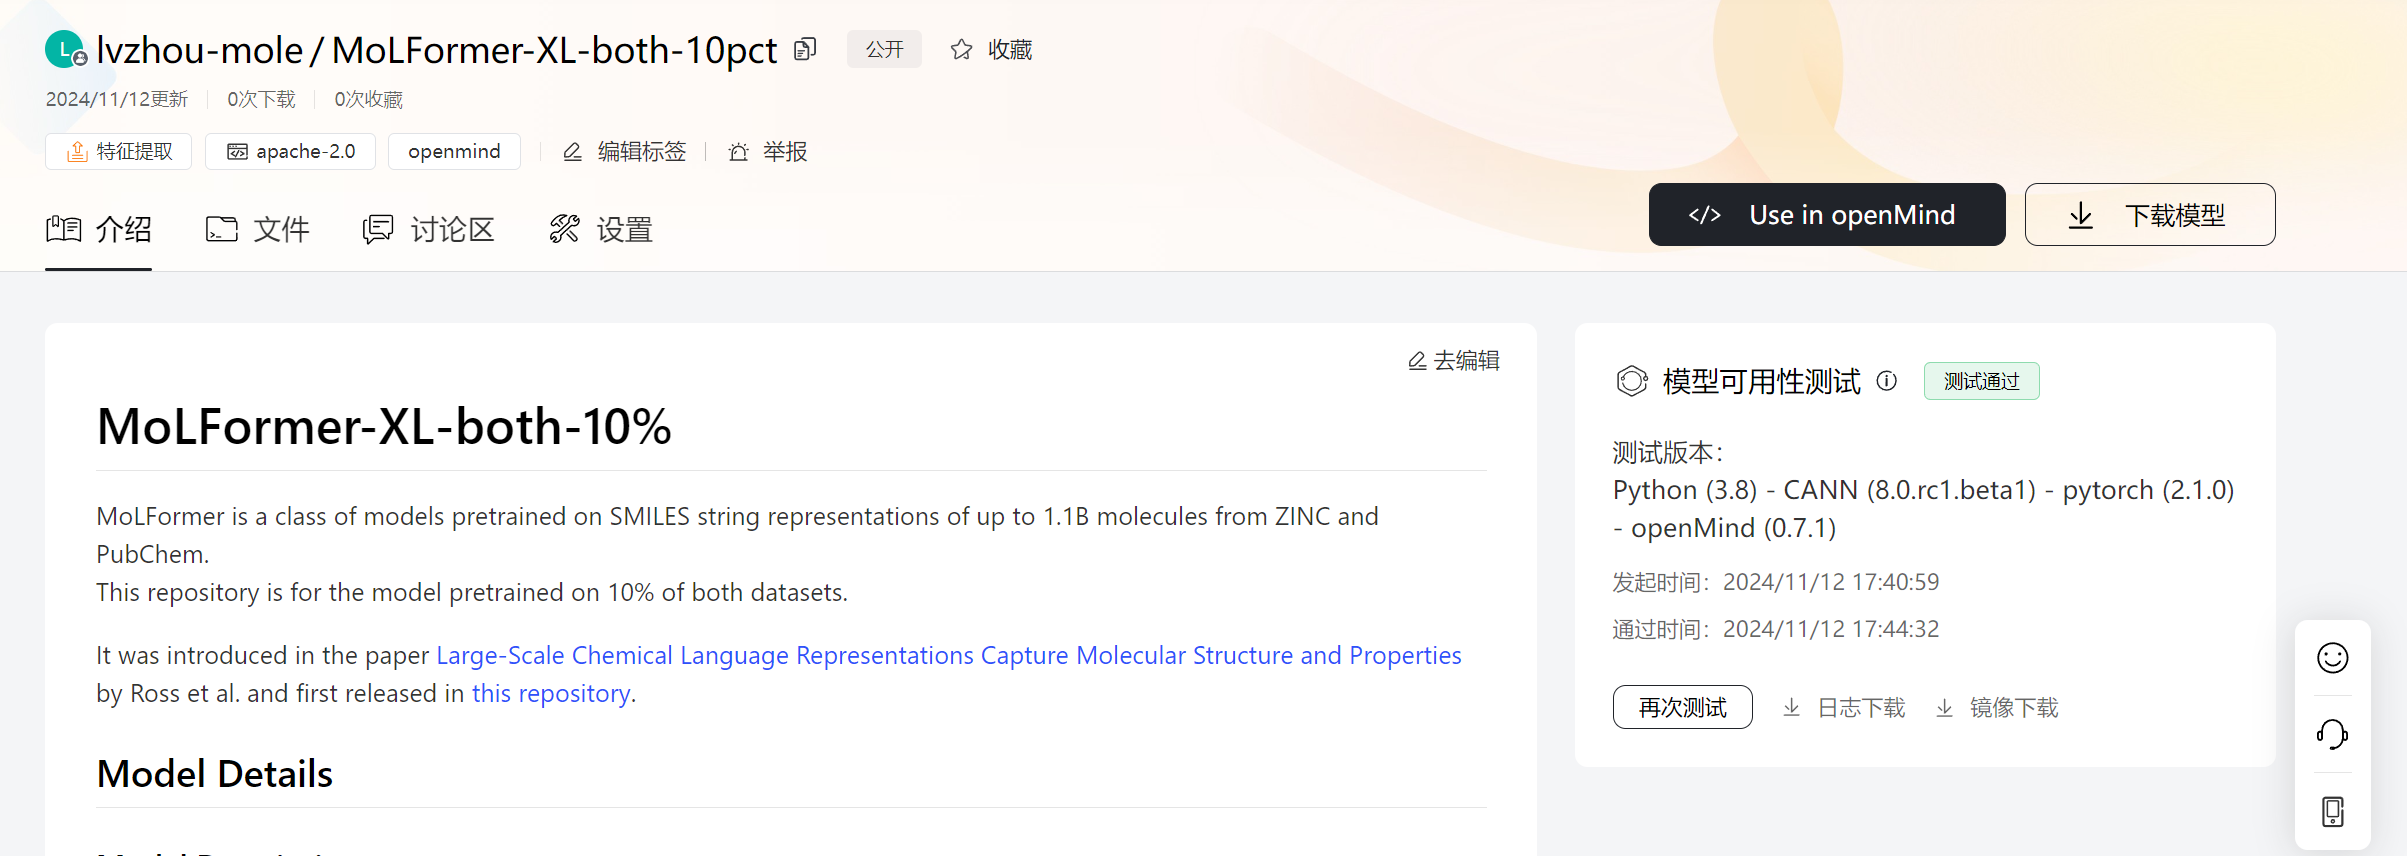 L
lvzhou-mole / MoLFormer-XL-both-10pct
公开
收藏
2024/11/12更新
0次下载
0次收藏
特征提取
apache-2.0
openmind
编辑标签
举报
介绍
文件
讨论区
设置
</> Use in openMind
下载模型
去编辑
MoLFormer-XL-both-10%
MoLFormer is a class of models pretrained on SMILES string representations of up to 1.1B molecules from ZINC and
PubChem.
This repository is for the model pretrained on 10% of both datasets.
It was introduced in the paper Large-Scale Chemical Language Representations Capture Molecular Structure and Properties
by Ross et al. and first released in this repository.
Model Details
模型可用性测试
测试通过
测试版本：
Python (3.8) - CANN (8.0.rc1.beta1) - pytorch (2.1.0)
- openMind (0.7.1)
发起时间：2024/11/12 17:40:59
通过时间：2024/11/12 17:44:32
再次测试
日志下载
镜像下载